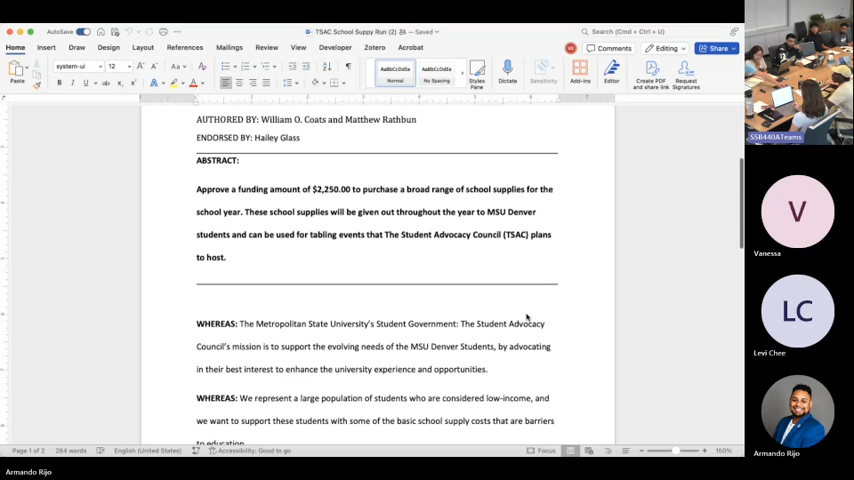 AutoSave
TSAC School Suppy Run (2) — Saved
Search (Cmd + Ctrl + U)
Home Insert Draw Design Layout References Mailings Review View Developer Zotero Acrobat
Comments Editing Share
Paste
system-ui 12
AaBbCcDdEe
Normal
AaBbCcDdEe
No Spacing
Styles
Pane
Dictate
Sensitivity
Add-ins
Editor
Create PDF
and share link
Request
Signatures
AUTHORED BY: William O. Coats and Matthew Rathbun
ENDORSED BY: Hailey Glass
ABSTRACT:
Approve a funding amount of $2,250.00 to purchase a broad range of school supplies for the
school year. These school supplies will be given out throughout the year to MSU Denver
students and can be used for tabling events that The Student Advocacy Council (TSAC) plans
to host.
WHEREAS: The Metropolitan State University's Student Government: The Student Advocacy
Council's mission is to support the evolving needs of the MSU Denver Students, by advocating
in their best interest to enhance the university experience and opportunities.
WHEREAS: We represent a large population of students who are considered low-income, and
we want to support these students with some of the basic school supply costs that are barriers
to education.
Page 1 of 2 284 words English (United States) Accessibility: Good to go Focus 150%
Armando Rijo
SSB440ATeams
V
Vanessa
LC
Levi Chee
Armando Rijo